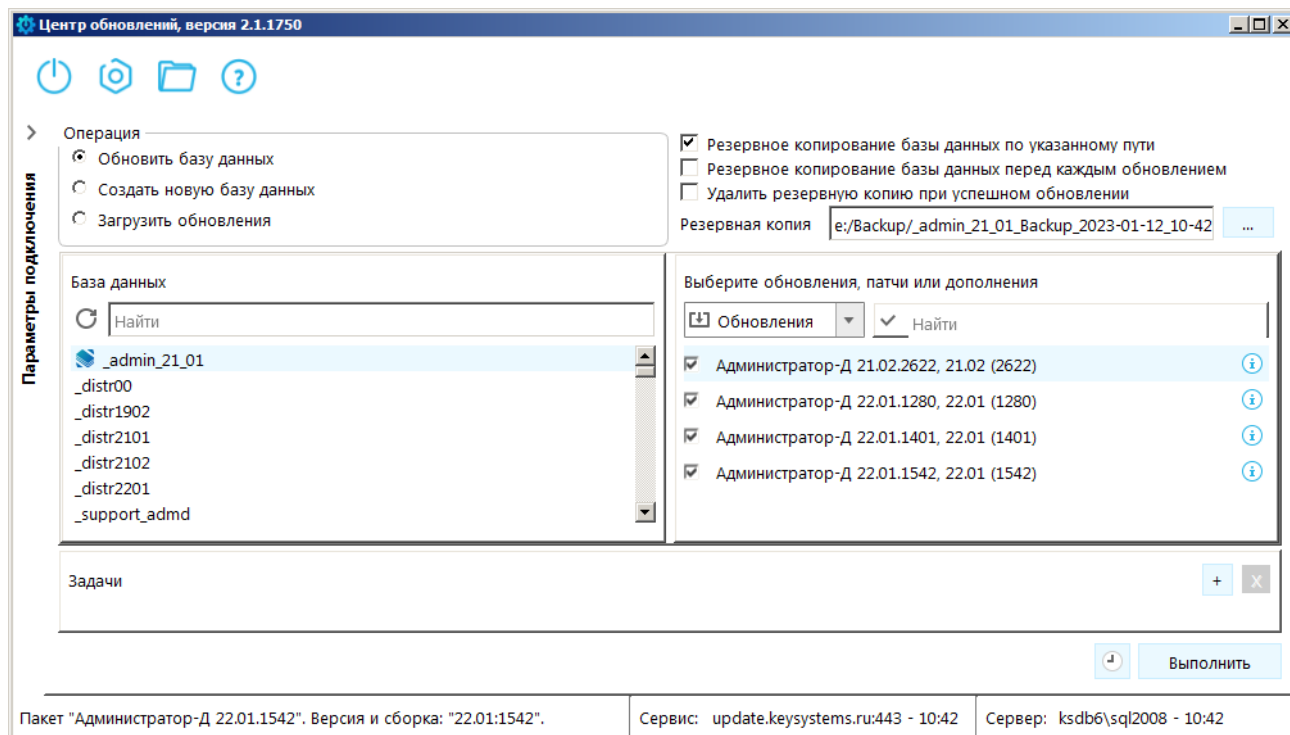 Центр обновлений, версия 2.1.1750
Операция
Обновить базу данных
Создать новую базу данных
Загрузить обновления
Резервное копирование базы данных по указанному пути
Резервное копирование базы данных перед каждым обновлением
Удалить резервную копию при успешном обновлении
Резервная копия e:/Backup/_admin_21_01_Backup_2023-01-12_10-42 ...
Параметры подключения
База данных
Найти
_admin_21_01
_distr00
_distr1902
_distr2101
_distr2102
_distr2201
_support_admd
Выберите обновления, патчи или дополнения
Обновления Найти
Администратор-Д 21.02.2622, 21.02 (2622)
Администратор-Д 22.01.1280, 22.01 (1280)
Администратор-Д 22.01.1401, 22.01 (1401)
Администратор-Д 22.01.1542, 22.01 (1542)
Задачи + X
Выполнить
Пакет "Администратор-Д 22.01.1542". Версия и сборка: "22.01:1542". Сервис: update.keysystems.ru:443 - 10:42 Сервер: ksdb6\sql2008 - 10:42